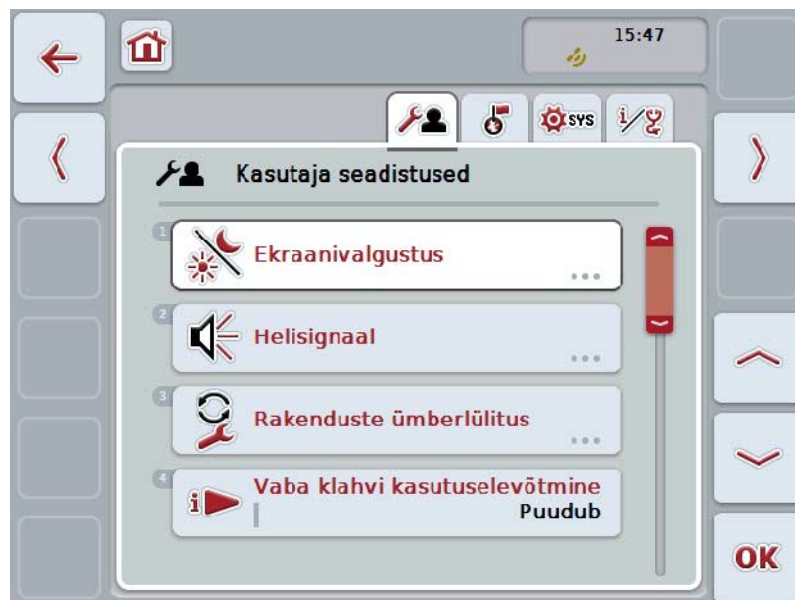 15:47
SYS
i
Kasutaja seadistused
1
Ekraanivalgustus
...
2
Helisignaal
...
3
Rakenduste ümberlülitus
...
4
i
Vaba klahvi kasutuselevõtmine
Puudub
OK